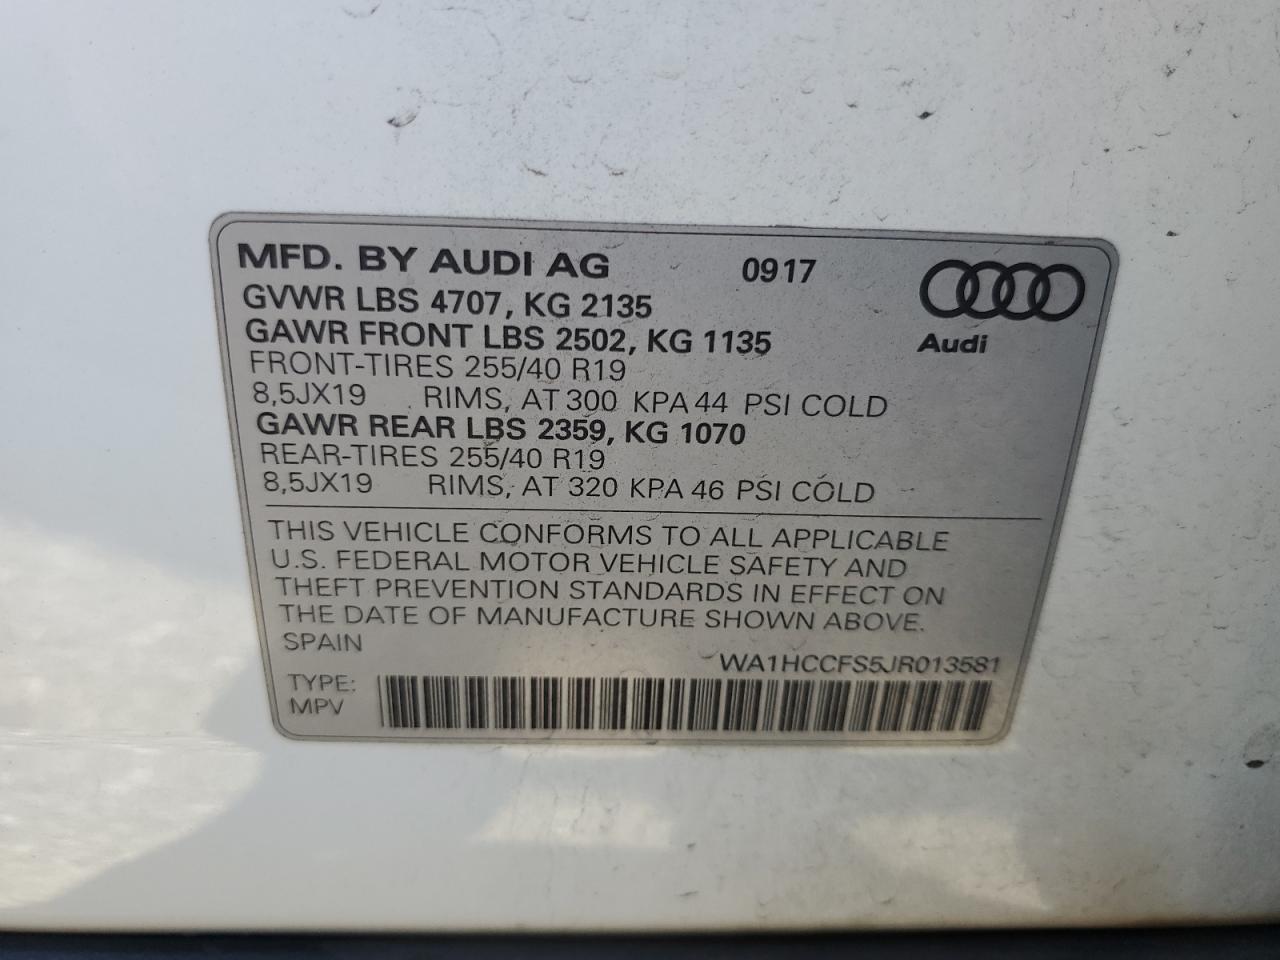 MFD. BY AUDI AG 0917
GVWR LBS 4707, KG 2135
GAWR FRONT LBS 2502, KG 1135
Audi
FRONT-TIRES 255/40 R19
8,5JX19 RIMS, AT 300 KPA 44 PSI COLD
GAWR REAR LBS 2359, KG 1070
REAR-TIRES 255/40 R19
8,5JX19 RIMS, AT 320 KPA 46 PSI COLD
THIS VEHICLE CONFORMS TO ALL APPLICABLE
U.S. FEDERAL MOTOR VEHICLE SAFETY AND
THEFT PREVENTION STANDARDS IN EFFECT ON
THE DATE OF MANUFACTURE SHOWN ABOVE.
SPAIN
WA1HCCFS5JR013581
TYPE:
MPV